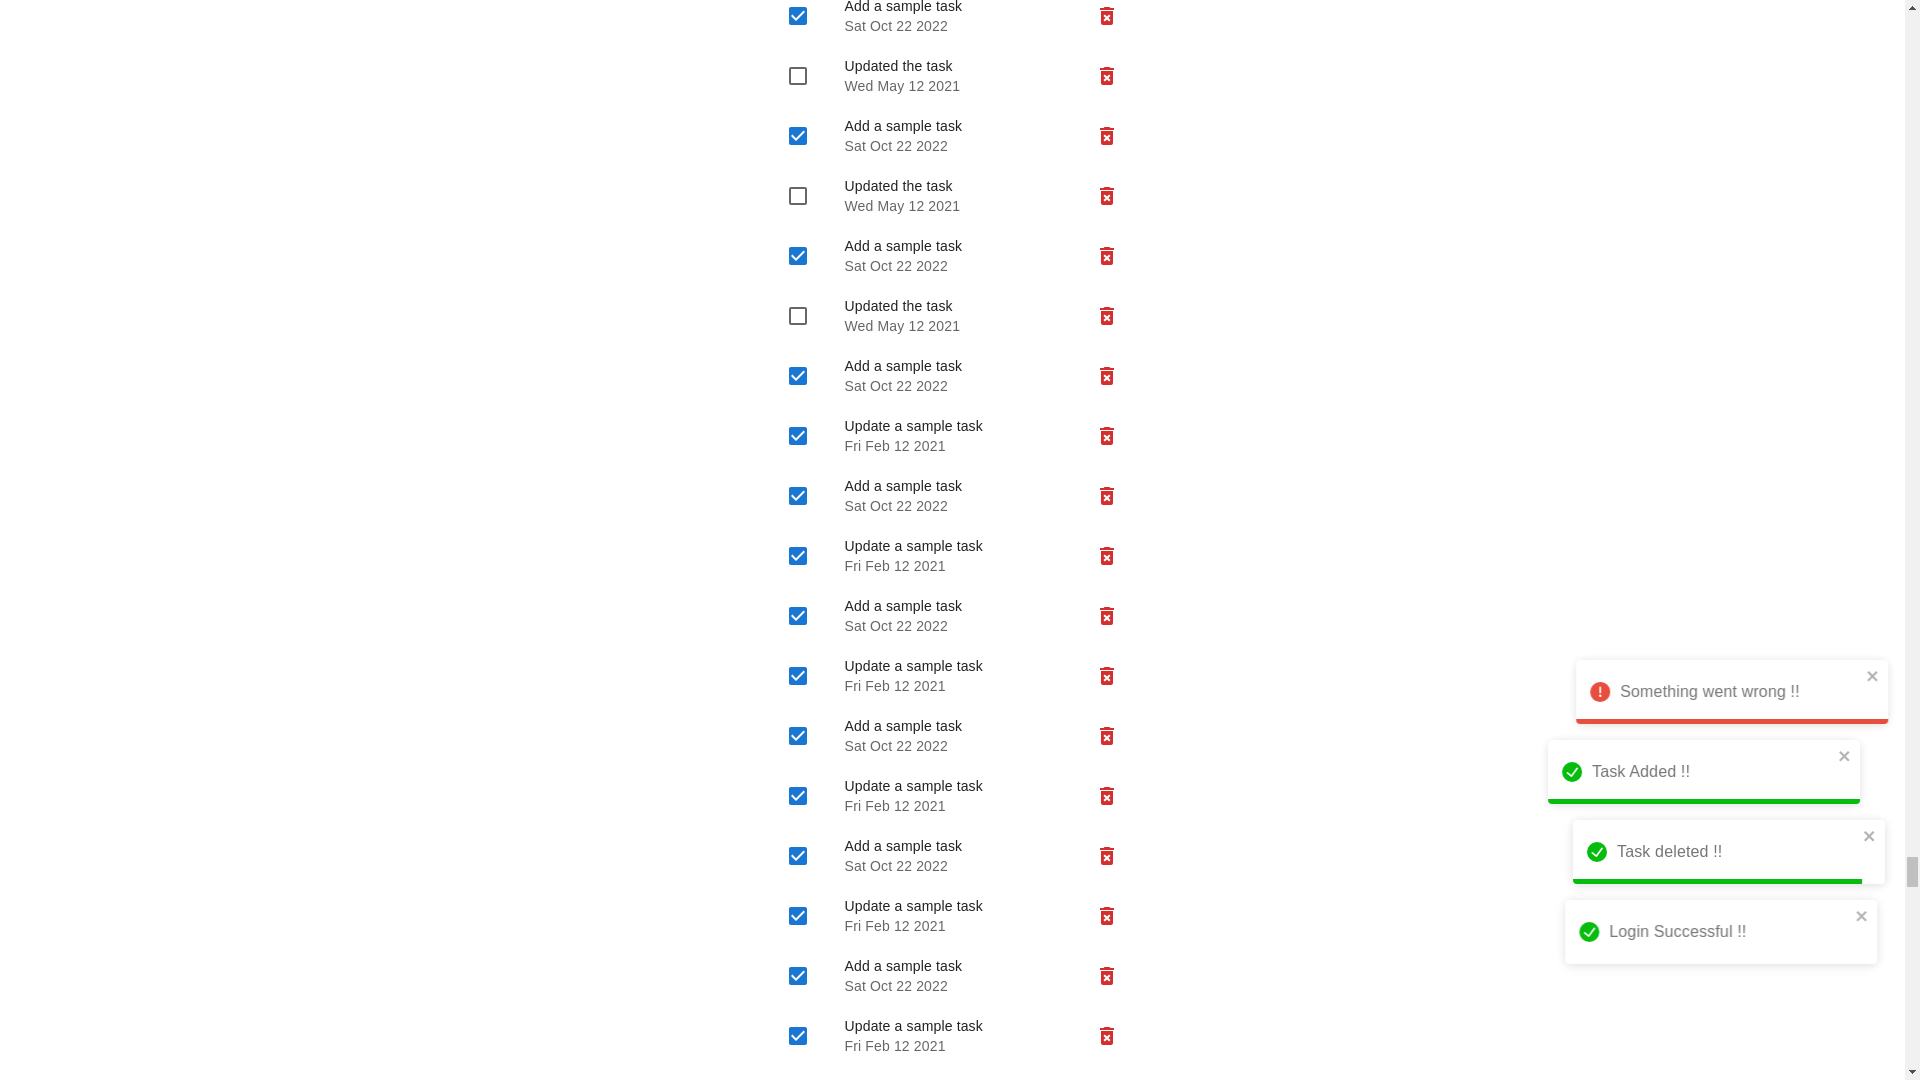 Add a sample task
Sat Oct 22 2022
Updated the task
Wed May 12 2021
Add a sample task
Sat Oct 22 2022
Updated the task
Wed May 12 2021
Add a sample task
Sat Oct 22 2022
Updated the task
Wed May 12 2021
Add a sample task
Sat Oct 22 2022
Update a sample task
Fri Feb 12 2021
Add a sample task
Sat Oct 22 2022
Update a sample task
Fri Feb 12 2021
Add a sample task
Sat Oct 22 2022
Update a sample task
Fri Feb 12 2021
Add a sample task
Sat Oct 22 2022
Update a sample task
Fri Feb 12 2021
Add a sample task
Sat Oct 22 2022
Update a sample task
Fri Feb 12 2021
Add a sample task
Sat Oct 22 2022
Update a sample task
Fri Feb 12 2021
Something went wrong !!
Task Added !!
Task deleted !!
Login Successful !!